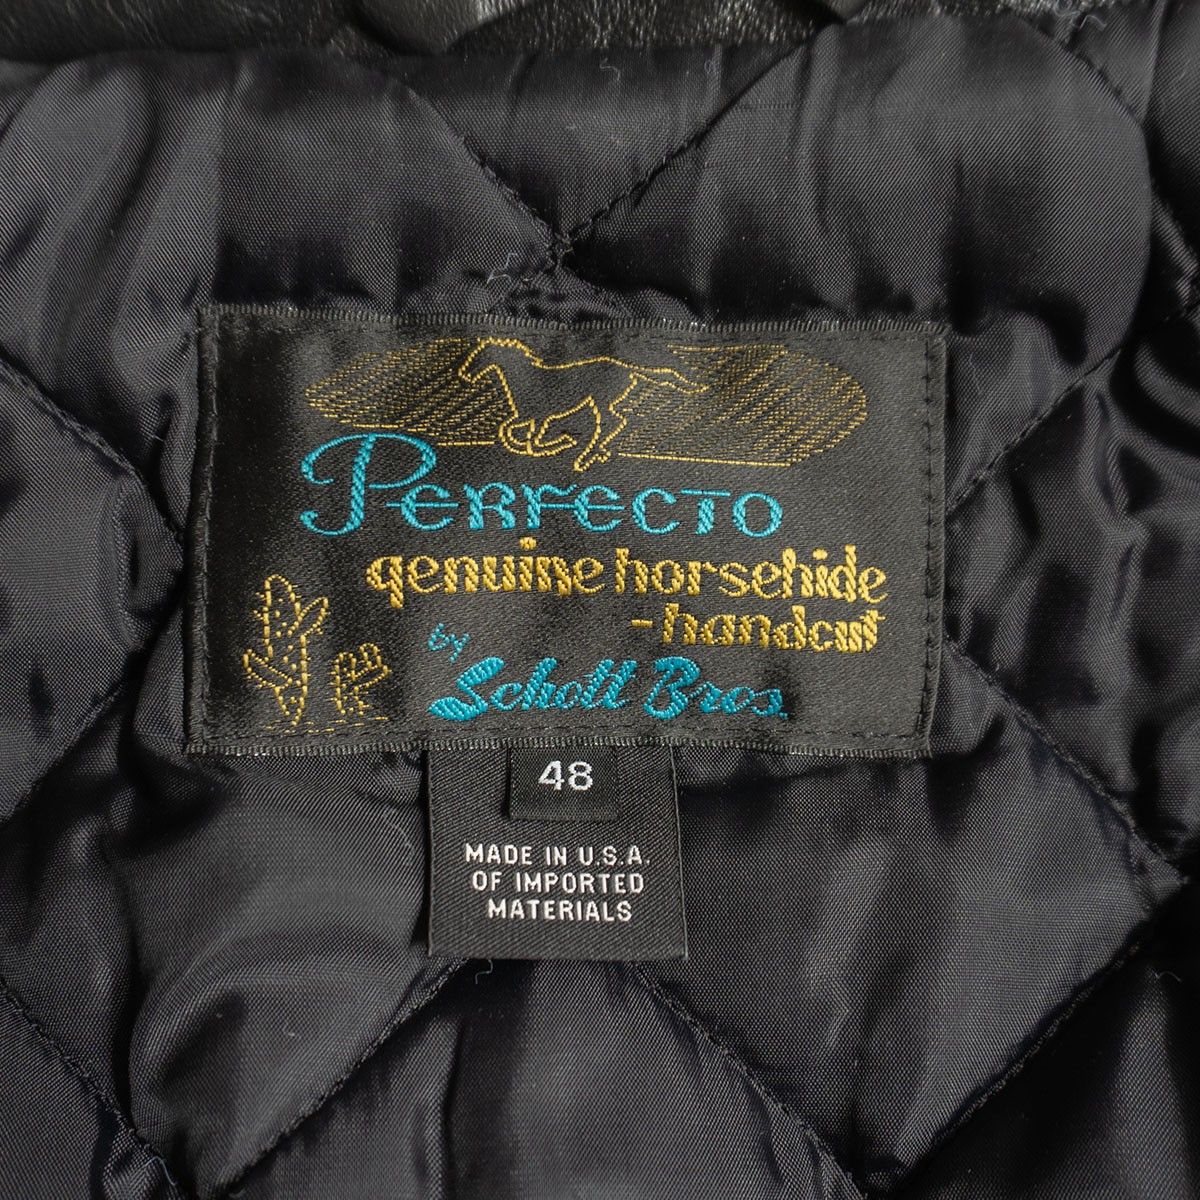 PERFECTO
genuine horsehide
-handcut
by
Schott Bros.
48
MADE IN U.S.A.
OF IMPORTED
MATERIALS